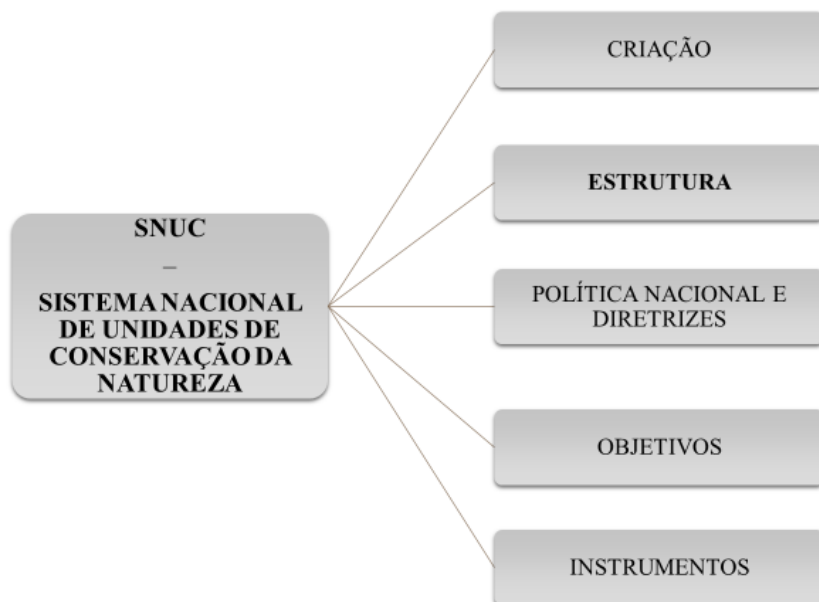 SNUC
–
SISTEMA NACIONAL
DE UNIDADES DE
CONSERVAÇÃO DA
NATUREZA
CRIAÇÃO
ESTRUTURA
POLÍTICA NACIONAL E
DIRETRIZES
OBJETIVOS
INSTRUMENTOS